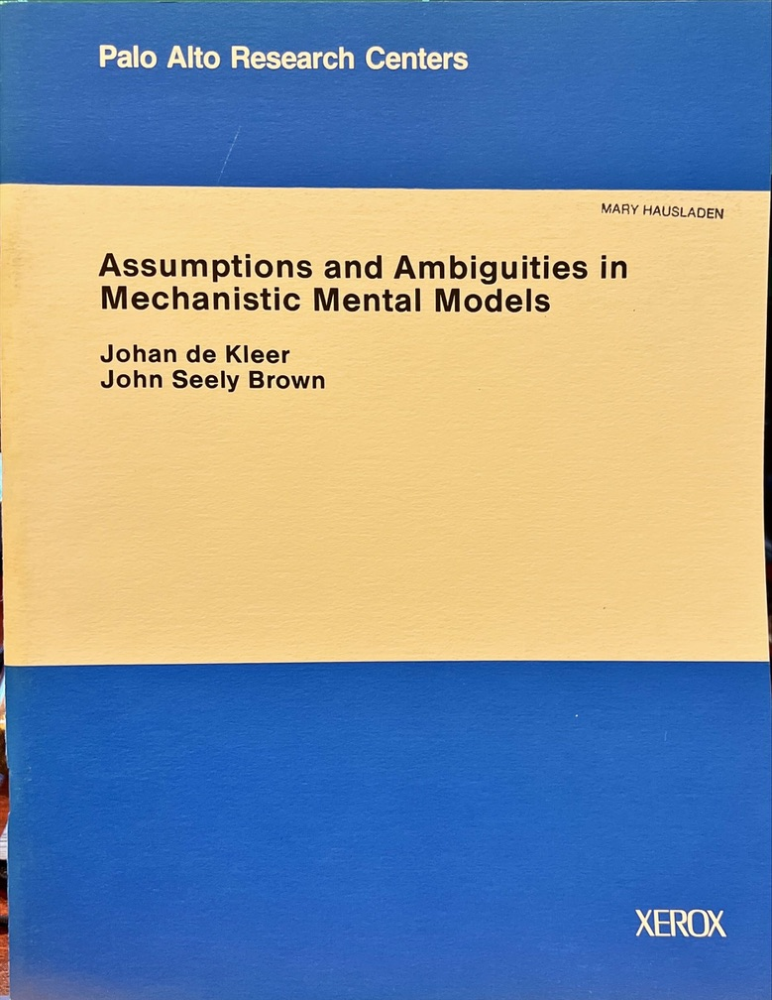 Palo Alto Research Centers
MARY HAUSLADEN
Assumptions and Ambiguities in
Mechanistic Mental Models
Johan de Kleer
John Seely Brown
XEROX